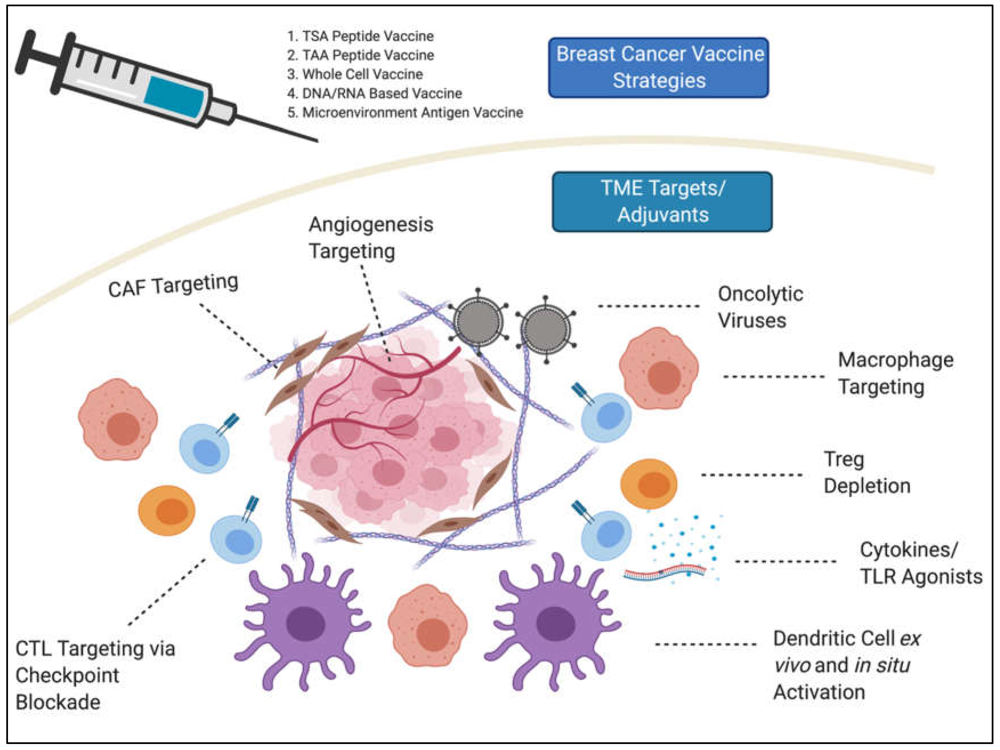 1. TSA Peptide Vaccine
2. TAA Peptide Vaccine
3. Whole Cell Vaccine
4. DNA/RNA Based Vaccine
5. Microenvironment Antigen Vaccine
Breast Cancer Vaccine
Strategies
TME Targets/
Adjuvants
Angiogenesis
Targeting
CAF Targeting
Oncolytic
Viruses
Macrophage
Targeting
Treg
Depletion
Cytokines/
TLR Agonists
Dendritic Cell ex
vivo and in situ
Activation
CTL Targeting via
Checkpoint
Blockade